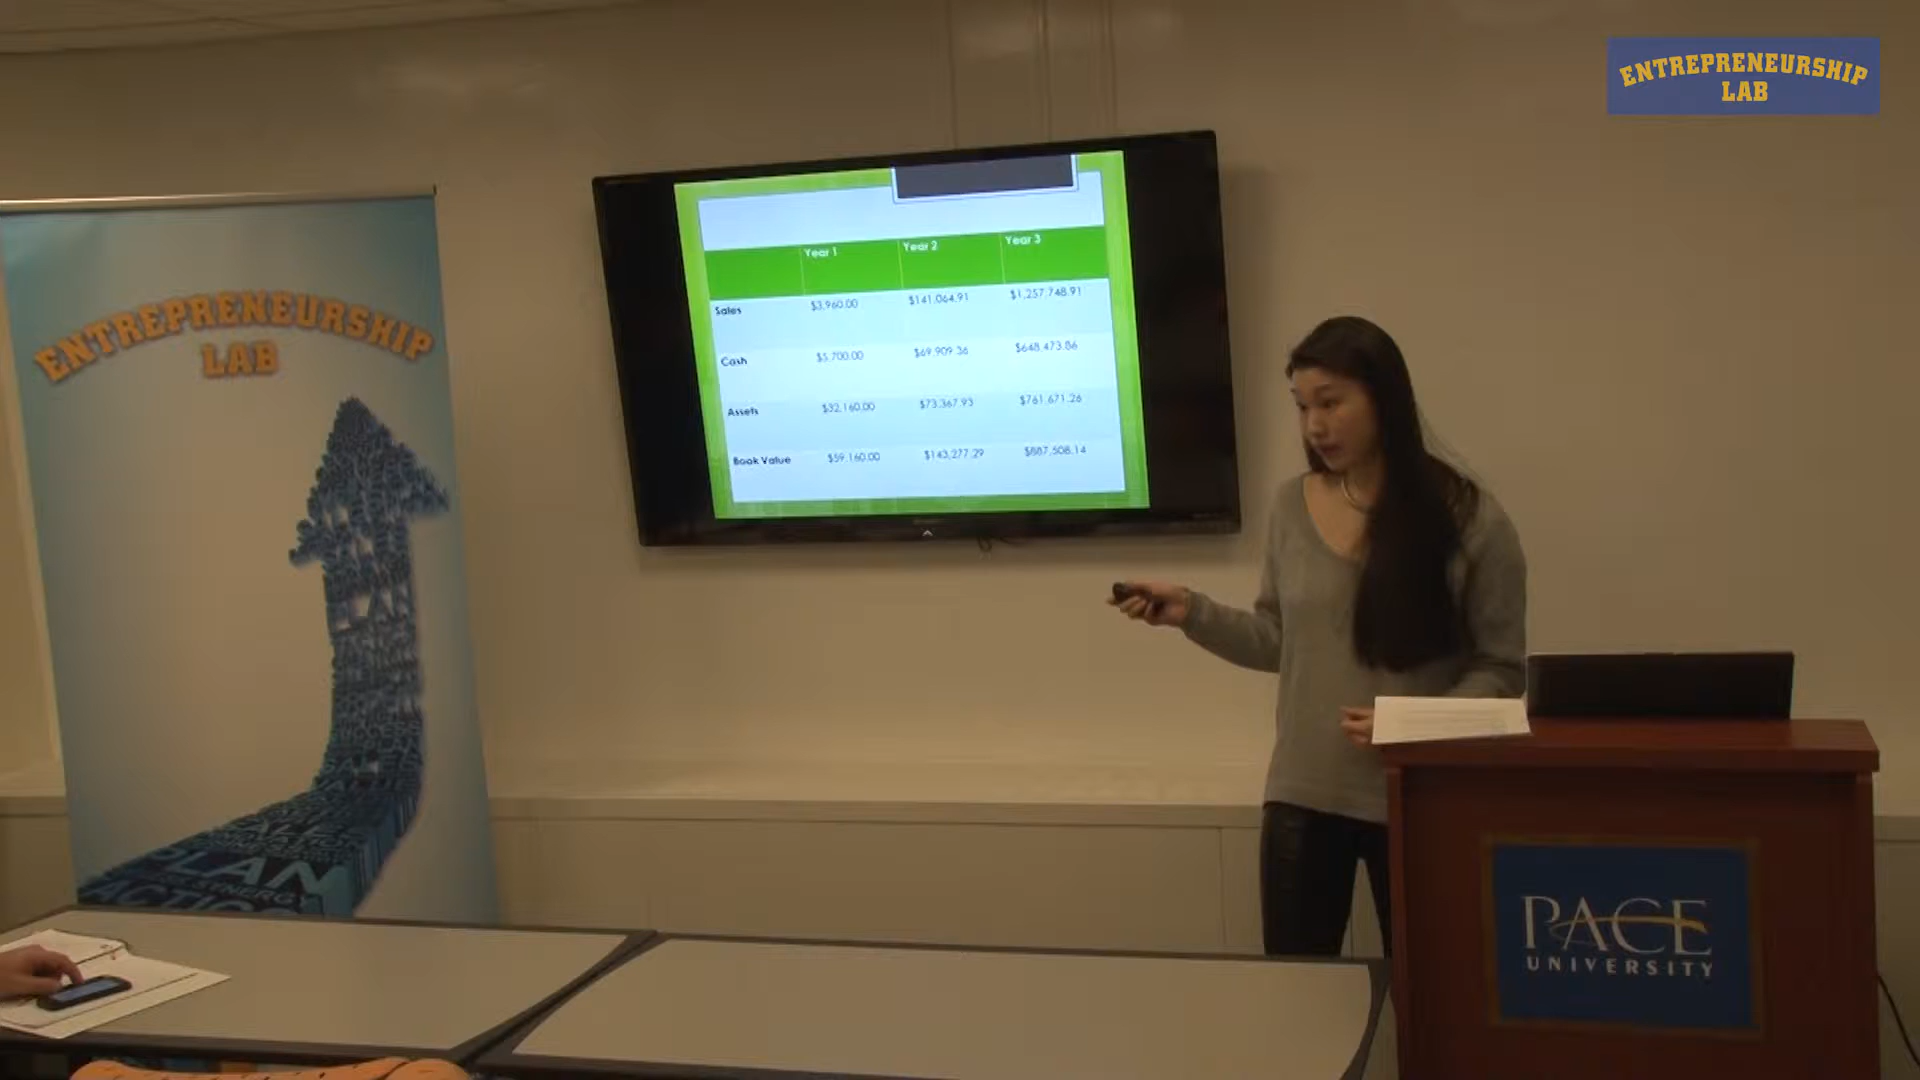 ENTREPRENEURSHIP
LAB
ENTREPRENEURSHIP
LAB
PLAN
Year 1 Year 2 Year 3
Sales $3,960.00 $141,064.91 $1,257,748.91
Cash $5,700.00 $69,909.36 $648,473.86
Assets $32,160.00 $73,367.93 $761,671.26
Book Value $59,160.00 $143,277.29 $887,508.14
PACE
UNIVERSITY